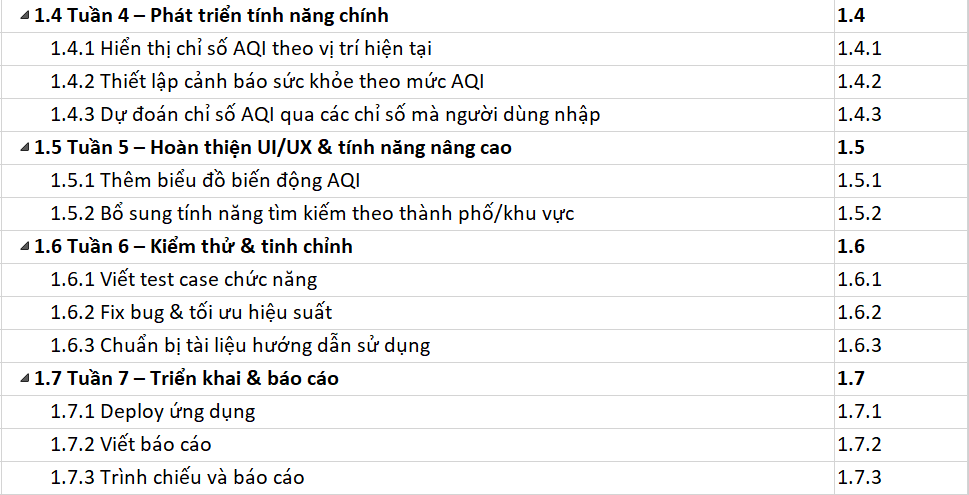 1.4 Tuần 4 – Phát triển tính năng chính 1.4
1.4.1 Hiển thị chỉ số AQI theo vị trí hiện tại 1.4.1
1.4.2 Thiết lập cảnh báo sức khỏe theo mức AQI 1.4.2
1.4.3 Dự đoán chỉ số AQI qua các chỉ số mà người dùng nhập 1.4.3
1.5 Tuần 5 – Hoàn thiện UI/UX & tính năng nâng cao 1.5
1.5.1 Thêm biểu đồ biến động AQI 1.5.1
1.5.2 Bổ sung tính năng tìm kiếm theo thành phố/khu vực 1.5.2
1.6 Tuần 6 – Kiểm thử & tinh chỉnh 1.6
1.6.1 Viết test case chức năng 1.6.1
1.6.2 Fix bug & tối ưu hiệu suất 1.6.2
1.6.3 Chuẩn bị tài liệu hướng dẫn sử dụng 1.6.3
1.7 Tuần 7 – Triển khai & báo cáo 1.7
1.7.1 Deploy ứng dụng 1.7.1
1.7.2 Viết báo cáo 1.7.2
1.7.3 Trình chiếu và báo cáo 1.7.3